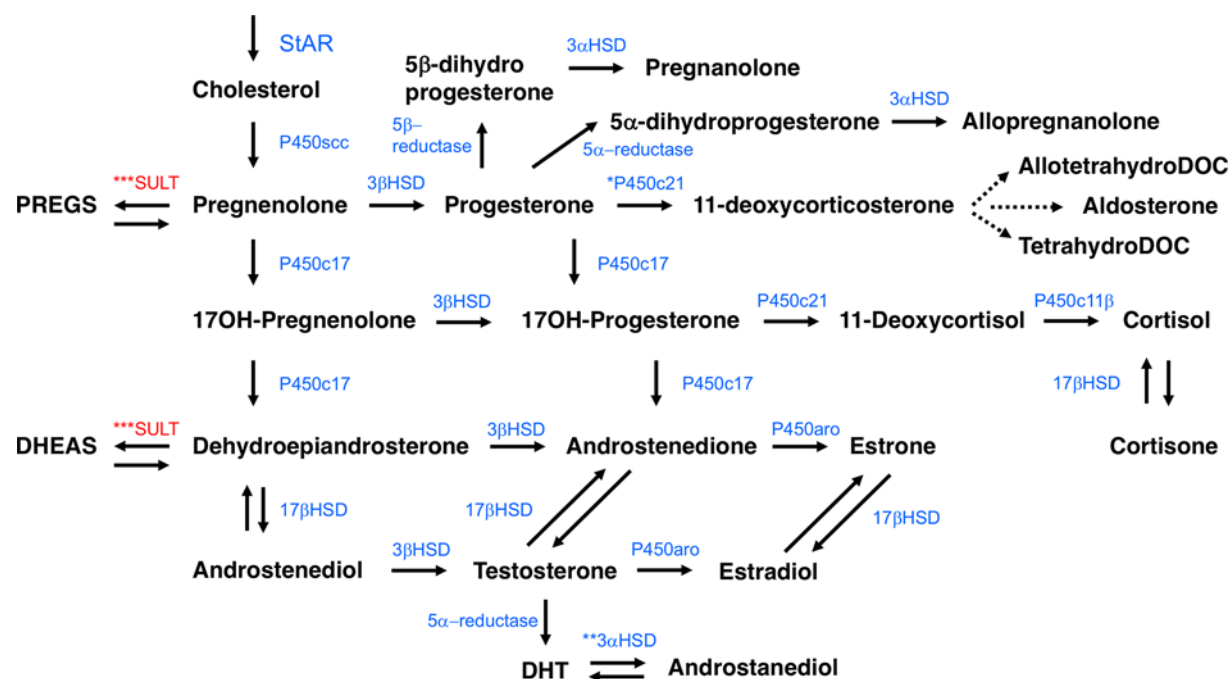 StAR
Cholesterol
5β-dihydro
progesterone
3αHSD
Pregnanolone
P450scc
5β–
reductase
5α–reductase
5α-dihydroprogesterone
3αHSD
Allopregnanolone
PREGS
***SULT
Pregnenolone
3βHSD
Progesterone
*P450c21
11-deoxycorticosterone
AllotetrahydroDOC
Aldosterone
TetrahydroDOC
P450c17
P450c17
17OH-Pregnenolone
3βHSD
17OH-Progesterone
P450c21
11-Deoxycortisol
P450c11β
Cortisol
P450c17
P450c17
17βHSD
DHEAS
***SULT
Dehydroepiandrosterone
3βHSD
Androstenedione
P450aro
Estrone
Cortisone
17βHSD
17βHSD
17βHSD
Androstenediol
3βHSD
Testosterone
P450aro
Estradiol
5α–reductase
DHT
**3αHSD
Androstanediol